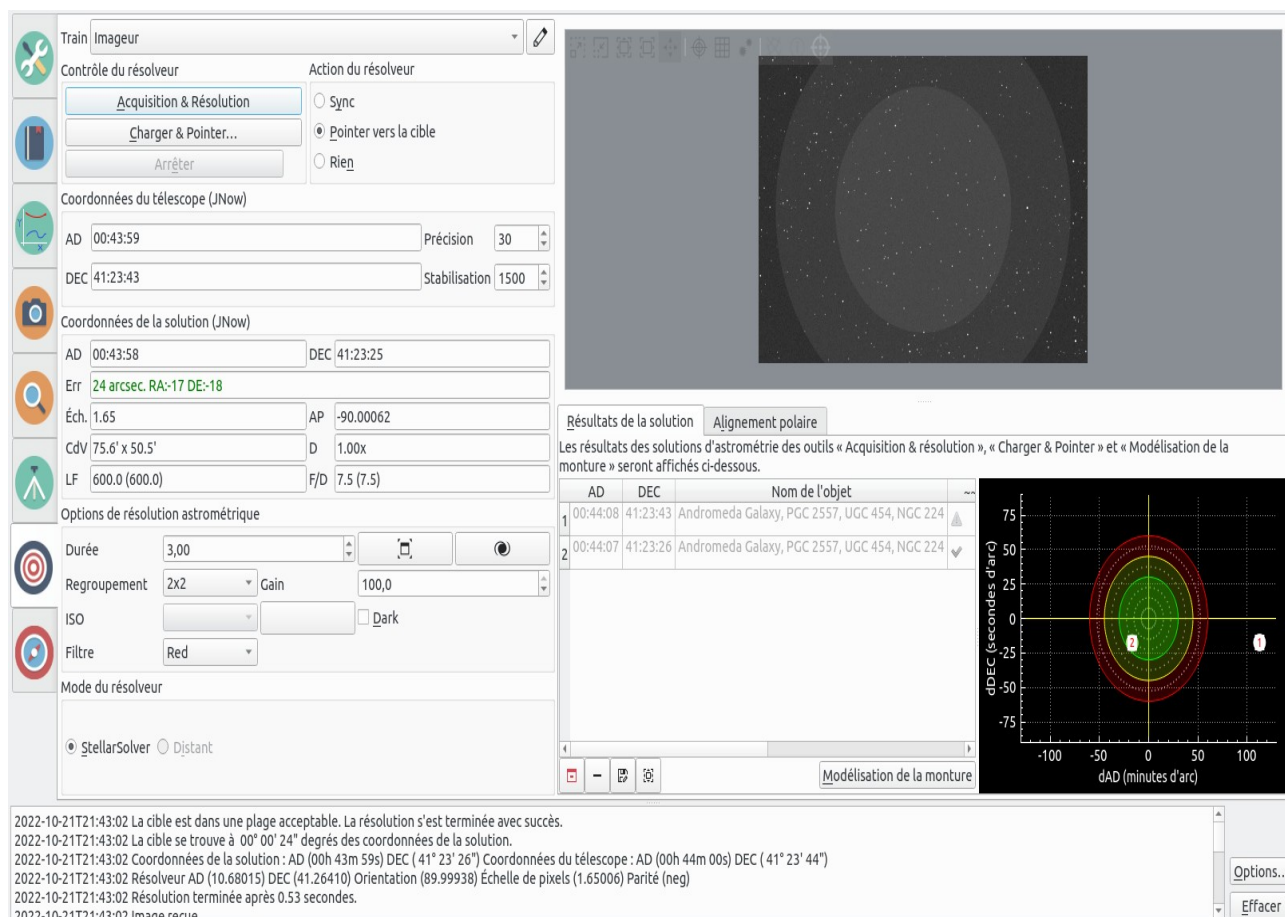 Train Imageur
Contrôle du résolveur
Acquisition & Résolution
Charger & Pointer...
Arrêter
Action du résolveur
Sync
Pointer vers la cible
Rien
Coordonnées du télescope (JNow)
AD 00:43:59 Précision 30
DEC 41:23:43 Stabilisation 1500
Coordonnées de la solution (JNow)
AD 00:43:58 DEC 41:23:25
Err 24 arcsec. RA:-17 DE:-18
Éch. 1.65 AP -90.00062
CdV 75.6' x 50.5' D 1.00x
LF 600.0 (600.0) F/D 7.5 (7.5)
Options de résolution astrométrique
Durée 3,00
Regroupement 2x2 Gain 100,0
ISO Dark
Filtre Red
Mode du résolveur
StellarSolver Distant
Résultats de la solution Alignement polaire
Les résultats des solutions d'astrométrie des outils « Acquisition & résolution », « Charger & Pointer » et « Modélisation de la
monture » seront affichés ci-dessous.
AD DEC Nom de l'objet ~~
1 00:44:08 41:23:43 Andromeda Galaxy, PGC 2557, UGC 454, NGC 224
2 00:44:07 41:23:26 Andromeda Galaxy, PGC 2557, UGC 454, NGC 224
Modélisation de la monture
dDEC (secondes d'arc)
75
50
25
0
-25
-50
-75
2
1
-100 -50 0 50 100
dAD (minutes d'arc)
2022-10-21T21:43:02 La cible est dans une plage acceptable. La résolution s'est terminée avec succès.
2022-10-21T21:43:02 La cible se trouve à 00° 00' 24" degrés des coordonnées de la solution.
2022-10-21T21:43:02 Coordonnées de la solution : AD (00h 43m 59s) DEC ( 41° 23' 26") Coordonnées du télescope : AD (00h 44m 00s) DEC ( 41° 23' 44")
2022-10-21T21:43:02 Résolveur AD (10.68015) DEC (41.26410) Orientation (89.99938) Échelle de pixels (1.65006) Parité (neg)
2022-10-21T21:43:02 Résolution terminée après 0.53 secondes.
2022-10-21T21:43:02 Image reçue.
Options...
Effacer